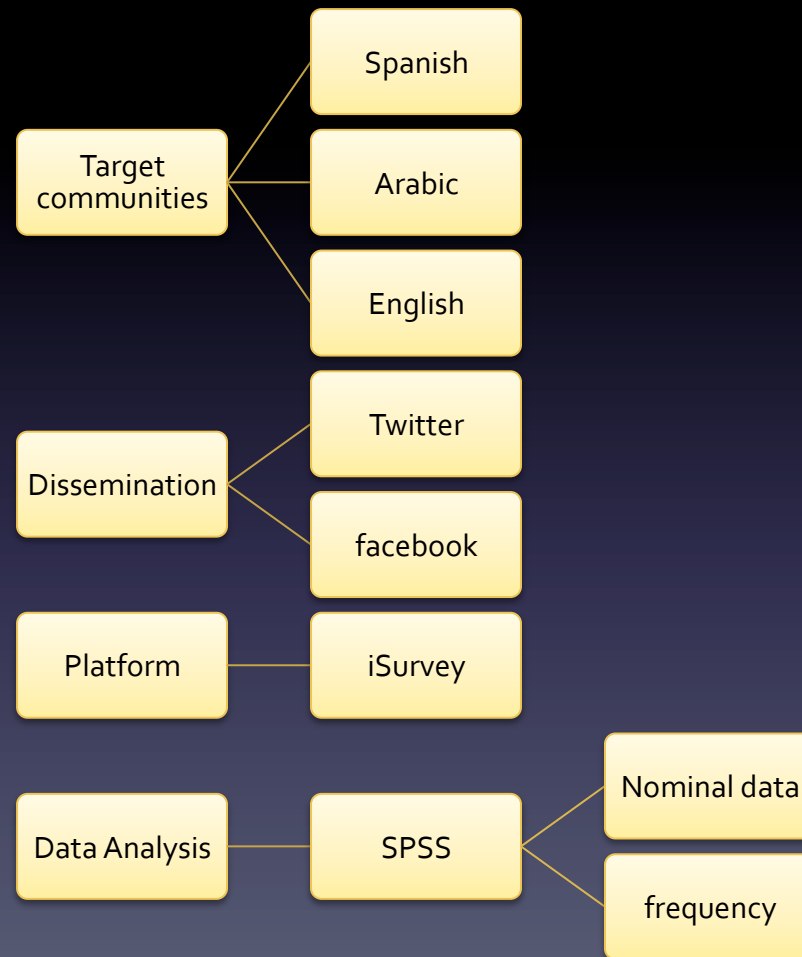 Target
communities
Spanish
Arabic
English
Dissemination
Twitter
facebook
Platform
iSurvey
Data Analysis
SPSS
Nominal data
frequency